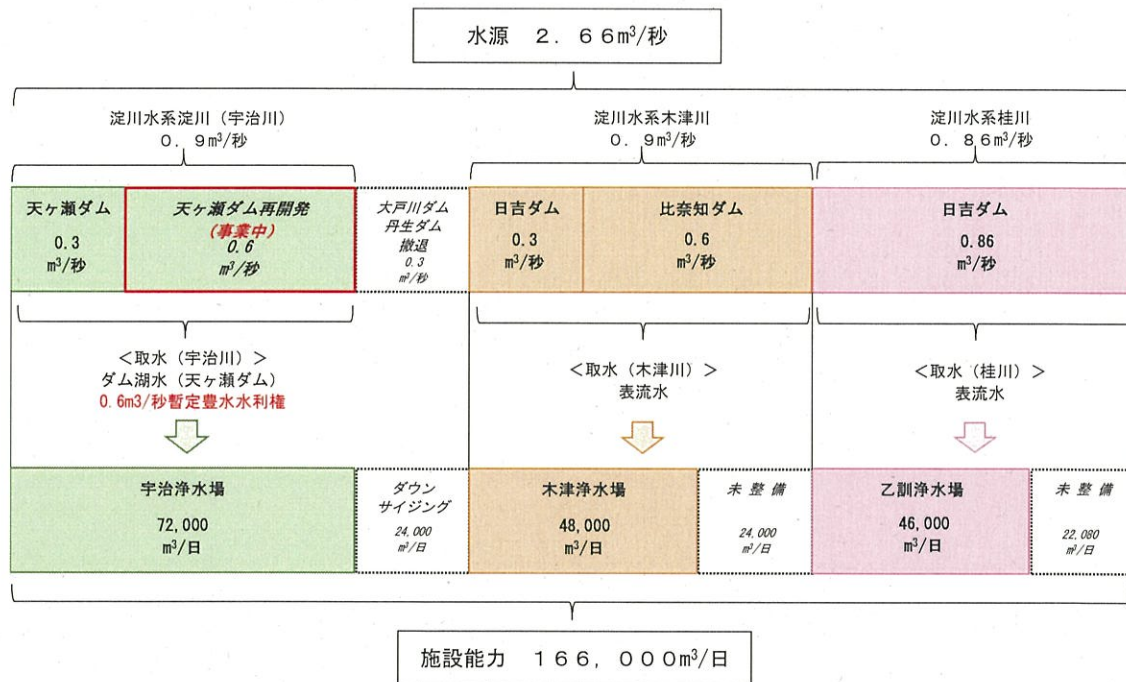 水源 2.66m³/秒
淀川水系淀川(宇治川)
0.9m³/秒
淀川水系木津川
0.9m³/秒
淀川水系桂川
0.86m³/秒
天ヶ瀬ダム
0.3
m³/秒
天ヶ瀬ダム再開発
(事業中)
0.6
m³/秒
大戸川ダム
丹生ダム
撤退
0.3
m³/秒
日吉ダム
0.3
m³/秒
比奈知ダム
0.6
m³/秒
日吉ダム
0.86
m³/秒
<取水(宇治川)>
ダム湖水(天ヶ瀬ダム)
0.6m3/秒暫定豊水水利権
<取水(木津川)>
表流水
<取水(桂川)>
表流水
宇治浄水場
72,000
m³/日
ダウン
サイジング
24,000
m³/日
木津浄水場
48,000
m³/日
未整備
24,000
m³/日
乙訓浄水場
46,000
m³/日
未整備
22,080
m³/日
施設能力 166,000m³/日